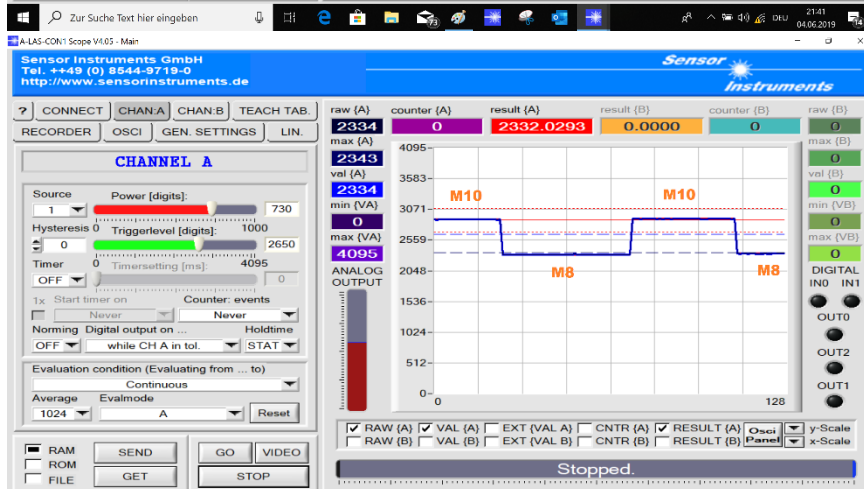 Zur Suche Text hier eingeben
73
DEU
21:41
04.06.2019
14
A-LAS-CON1 Scope V4.05 - Main
Sensor Instruments GmbH
Tel. ++49 (0) 8544-9719-0
http://www.sensorinstruments.de
Sensor
Instruments
? CONNECT CHAN:A CHAN:B TEACH TAB.
RECORDER OSCI GEN. SETTINGS LIN.
CHANNEL A
Source Power [digits]:
1 730
Hysteresis 0 Triggerlevel [digits]: 1000
0 2650
Timer 0 Timersetting [ms]: 4095
OFF 0
1x Start timer on Counter: events
Never Never
Norming Digital output on ... Holdtime
OFF while CH A in tol. STAT
Evaluation condition (Evaluating from ... to)
Continuous
Average Evalmode
1024 A Reset
RAM SEND GO VIDEO
ROM
FILE GET STOP
raw {A} counter {A} result {A} result {B} counter {B} raw {B}
2334 0 2332.0293 0.0000 0 0
max {A} max {B}
2343 0
val {A} val {B}
2334 0
min {VA} min {VB}
0 0
max {VA} max {VB}
4095 0
ANALOG
OUTPUT
DIGITAL
IN0 IN1
OUT0
OUT2
OUT1
4095
3583
3071
2559
2048
1536
1024
512
0
0 128
M10 M10
M8 M8
RAW {A} VAL {A} EXT {VAL A} CNTR {A} RESULT {A} Osci y-Scale
RAW {B} VAL {B} EXT {VAL B} CNTR {B} RESULT {B} Panel x-Scale
Stopped.